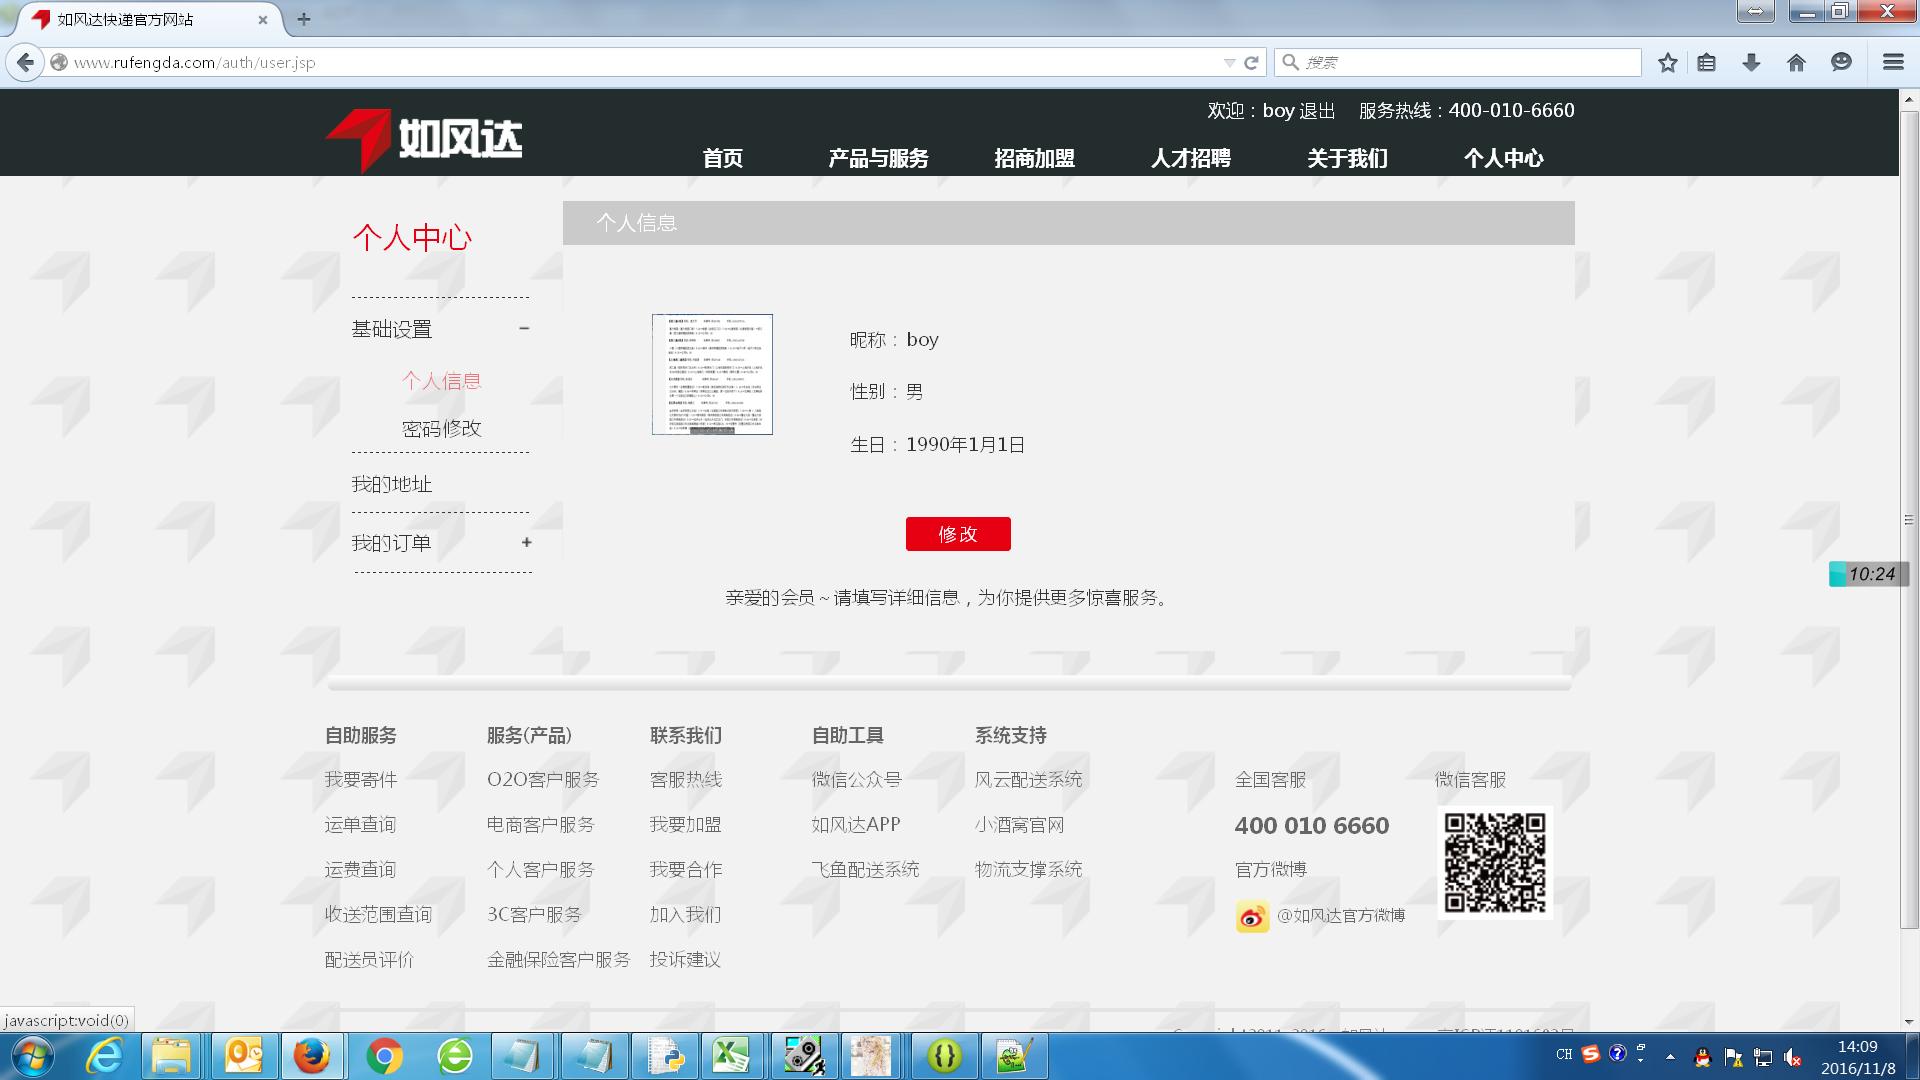 如风达快递官方网站
www.rufengda.com/auth/user.jsp
搜索
欢迎：boy 退出 服务热线：400-010-6660
如风达
首页 产品与服务 招商加盟 人才招聘 关于我们 个人中心
个人中心
基础设置
个人信息
密码修改
我的地址
我的订单
个人信息
昵称： boy
性别： 男
生日： 1990年1月1日
修改
亲爱的会员～请填写详细信息，为你提供更多惊喜服务。
10:24
自助服务
我要寄件
运单查询
运费查询
收送范围查询
配送员评价
服务(产品)
O2O客户服务
电商客户服务
个人客户服务
3C客户服务
金融保险客户服务
联系我们
客服热线
我要加盟
我要合作
加入我们
投诉建议
自助工具
微信公众号
如风达APP
飞鱼配送系统
系统支持
风云配送系统
小酒窝官网
物流支撑系统
全国客服
400 010 6660
官方微博
@如风达官方微博
微信客服
javascript:void(0)
CH
14:09
2016/11/8